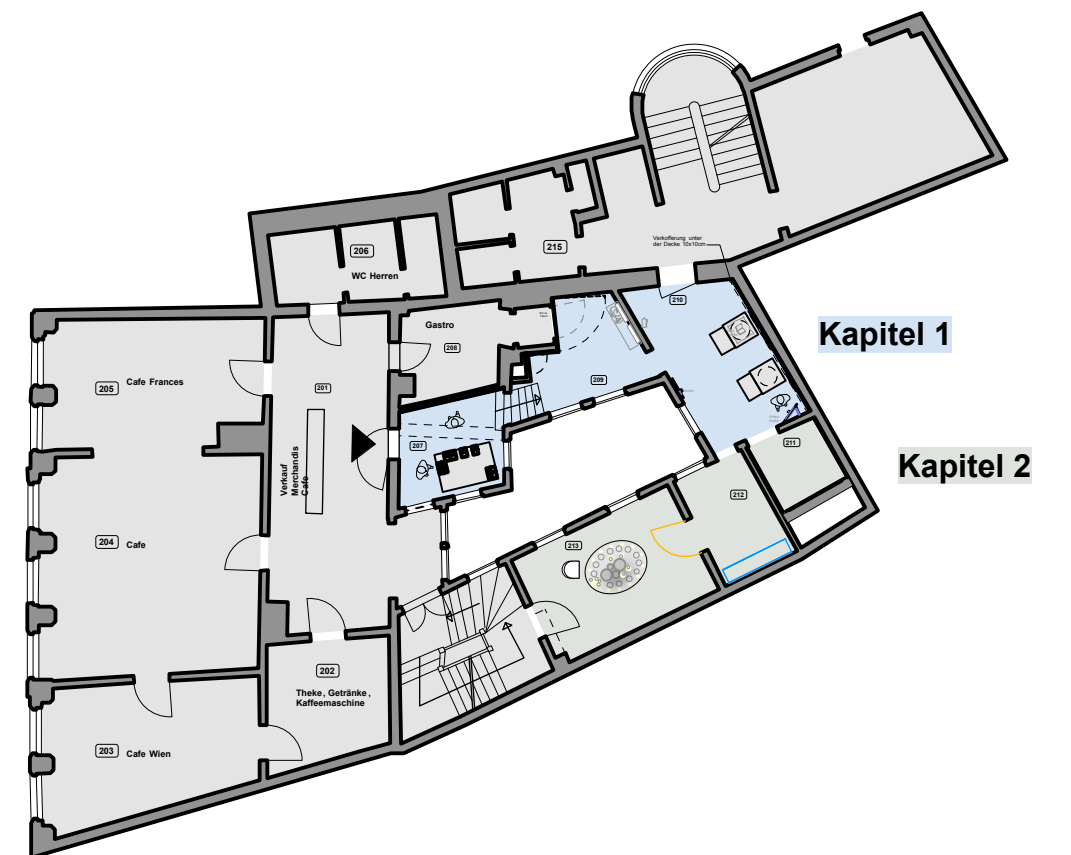 Verkofferung unter
der Decke 10x10cm
215
206
WC Herren
210
Kapitel 1
Gastro
208
205
Cafe Frances
201
209
207
211
Kapitel 2
Verkauf
Merchandis
Cafe
212
204
Cafe
213
202
Theke, Getränke,
Kaffeemaschine
203
Cafe Wien